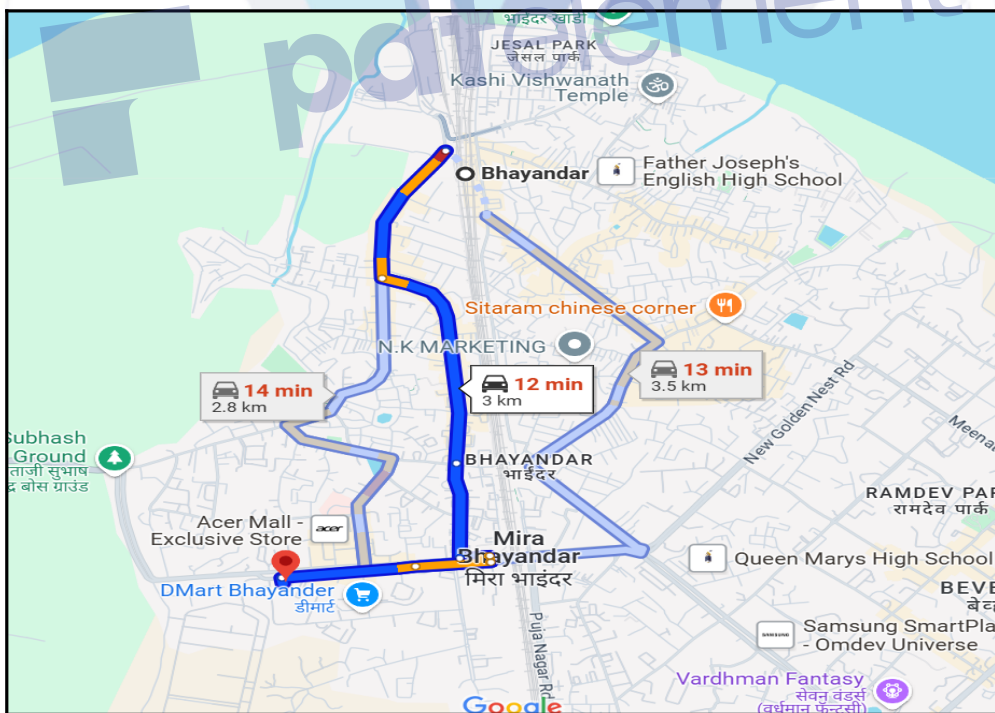 pdfelement
भाईंदर खाडी
JESAL PARK
जेसल पार्क
Kashi Vishwanath
Temple
Bhayandar
Father Joseph's
English High School
Sitaram chinese corner
N.K MARKETING
14 min
2.8 km
12 min
3 km
13 min
3.5 km
New Golden Nest Rd
Subhash
Ground
ताजी सुभाष
द्र बोस ग्राउंड
BHAYANDAR
भाईंदर
RAMDEV PAR
रामदेव पार्क
Acer Mall -
Exclusive Store
acer
Mira
Bhayandar
मिरा भाइंदर
Queen Marys High School
DMart Bhayander
डीमार्ट
BEVE
SAMSUNG
Samsung SmartPla
- Omdev Universe
Puja Nagar Rd
Vardhman Fantasy
सेवन वंडर्स
(वर्धमान फॅन्टसी)
Google